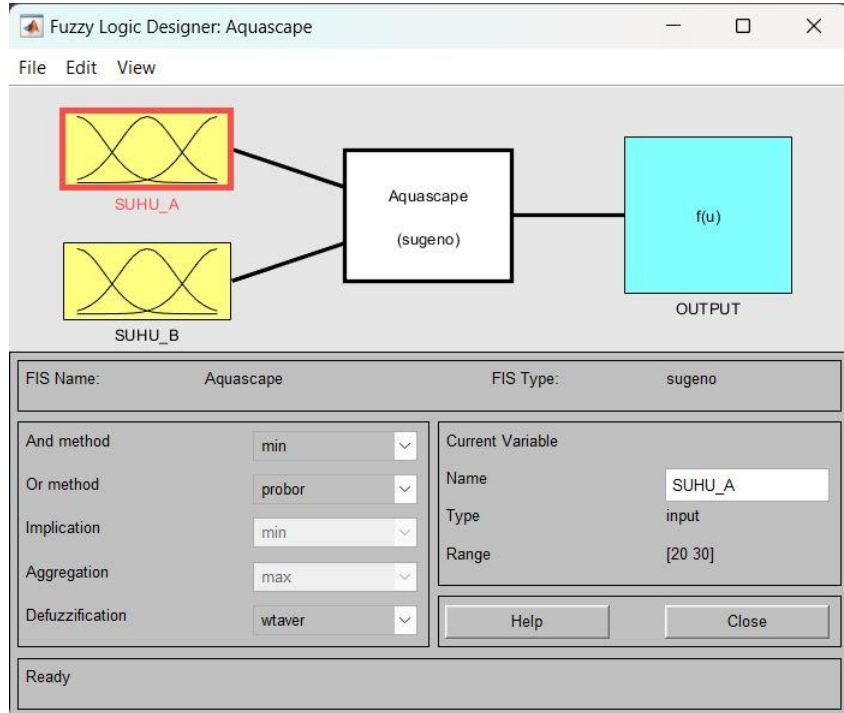 Fuzzy Logic Designer: Aquascape
File Edit View
SUHU_A
SUHU_B
Aquascape
(sugeno)
f(u)
OUTPUT
FIS Name: Aquascape FIS Type: sugeno
And method min
Or method probor
Implication min
Aggregation max
Defuzzification wtaver
Current Variable
Name SUHU_A
Type input
Range [20 30]
Help Close
Ready